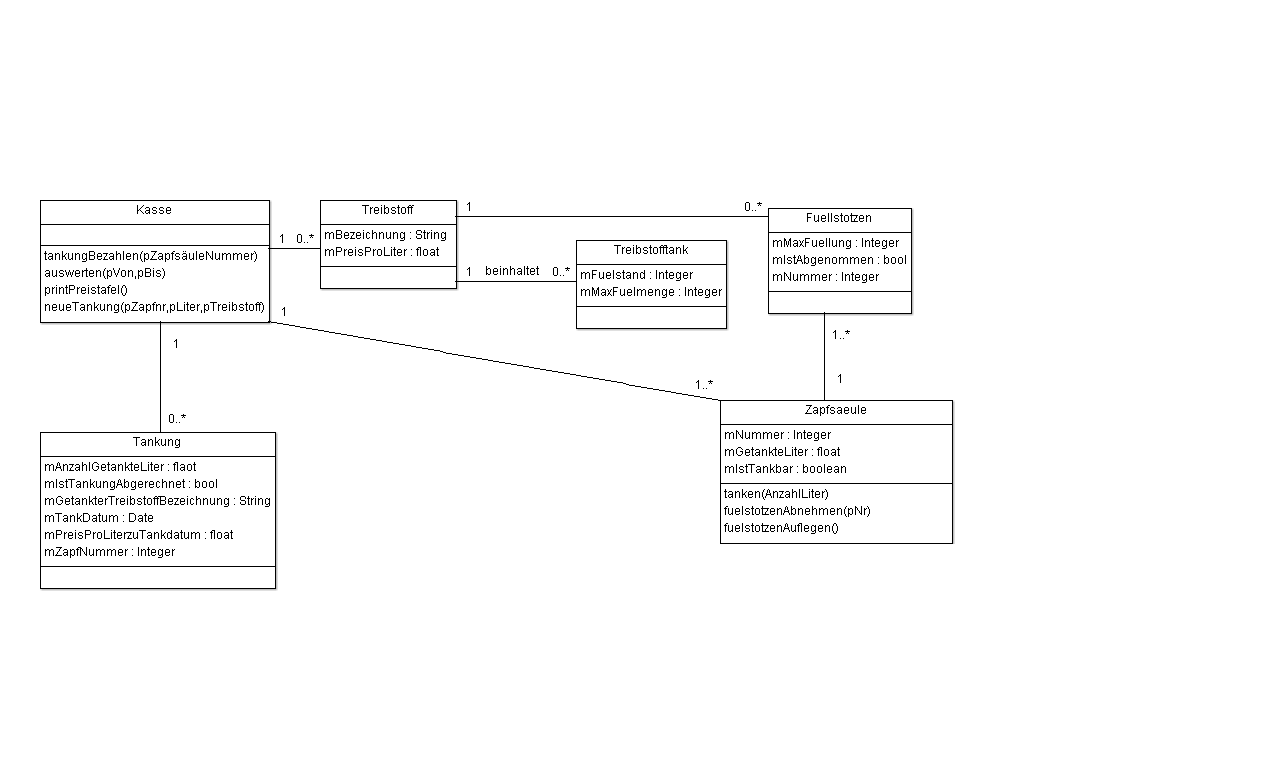 Kasse
tankungBezahlen(pZapfsäuleNummer)
auswerten(pVon,pBis)
printPreistafel()
neueTankung(pZapfnr,pLiter,pTreibstoff)
1 0..*
Treibstoff
mBezeichnung : String
mPreisProLiter : float
1 0..*
1 beinhaltet 0..*
Treibstofftank
mFuelstand : Integer
mMaxFuelmenge : Integer
Fuellstotzen
mMaxFuellung : Integer
mIstAbgenommen : bool
mNummer : Integer
1..*
1
1
1..*
1
0..*
Tankung
mAnzahlGetankteLiter : flaot
mIstTankungAbgerechnet : bool
mGetankterTreibstoffBezeichnung : String
mTankDatum : Date
mPreisProLiterzuTankdatum : float
mZapfNummer : Integer
Zapfsaeule
mNummer : Integer
mGetankteLiter : float
mIstTankbar : boolean
tanken(AnzahlLiter)
fuelstotzenAbnehmen(pNr)
fuelstotzenAuflegen()